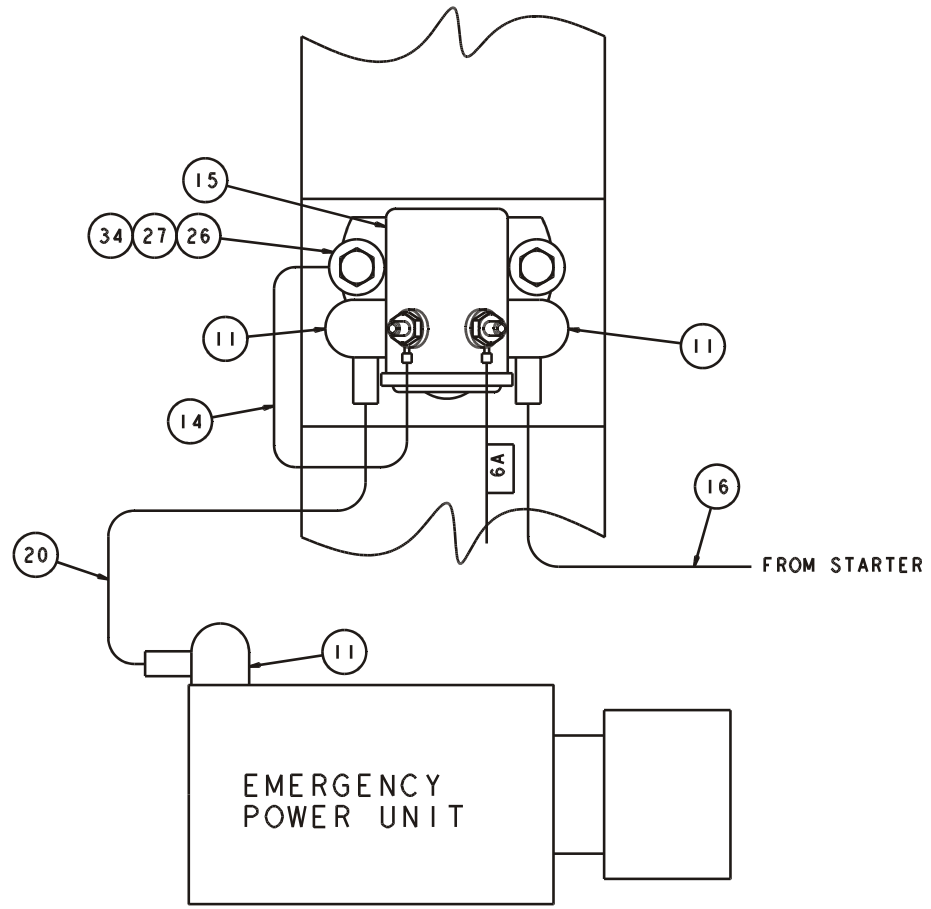 15
34 27 26
11
11
14
6A
16
20
FROM STARTER
11
EMERGENCY
POWER UNIT